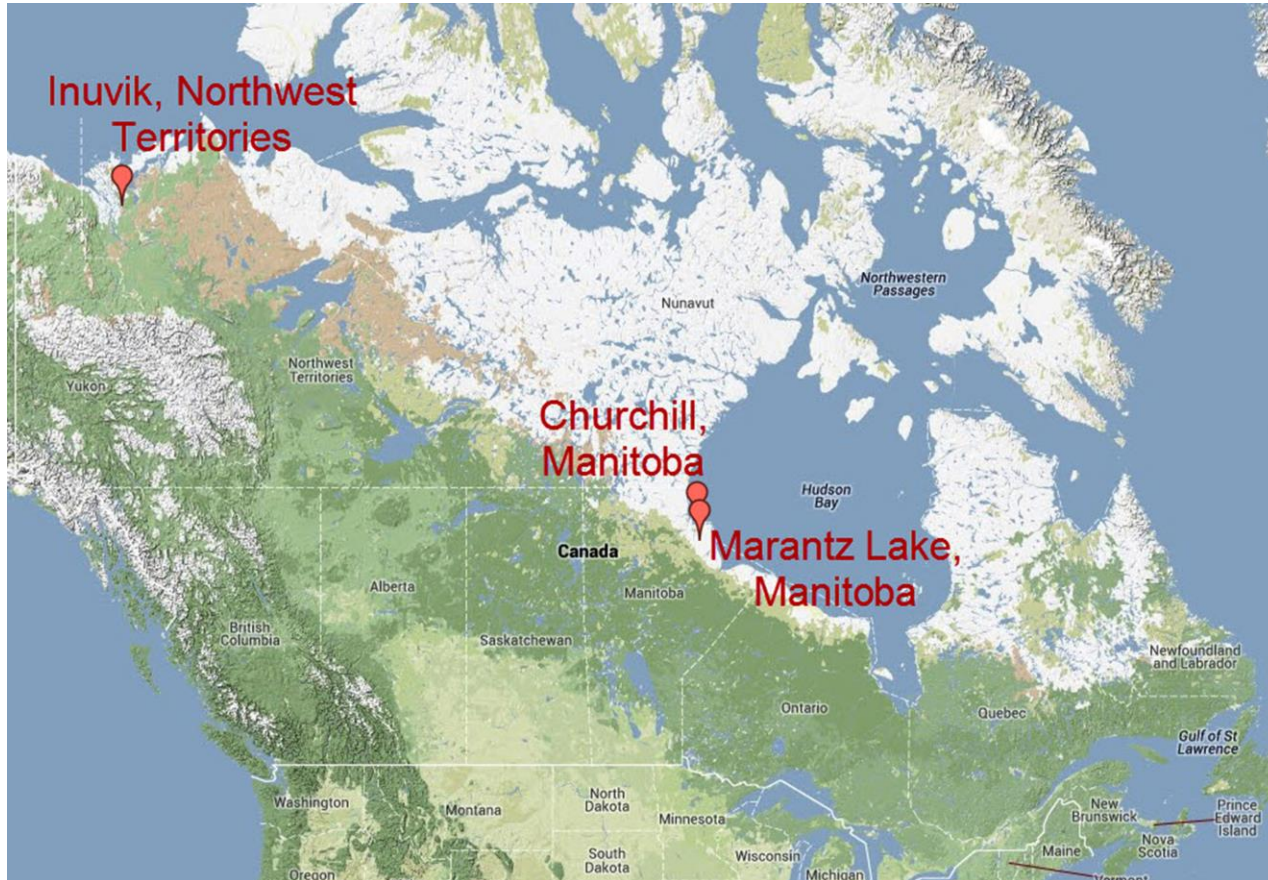 Inuvik, Northwest
Territories
Northwestern
Passages
Nunavut
Northwest
Territories
Yukon
Churchill,
Manitoba
Hudson
Bay
Canada
Marantz Lake,
Manitoba
Alberta
Manitoba
British
Columbia
Saskatchewan
Newfoundland
and Labrador
Ontario
Quebec
Gulf of St
Lawrence
Washington
Montana
North
Dakota
Minnesota
New
Brunswick
Prince
Edward
Island
Nova
Scotia
Maine
South
Dakota
Wisconsin
Michigan
Oregon
Vermont